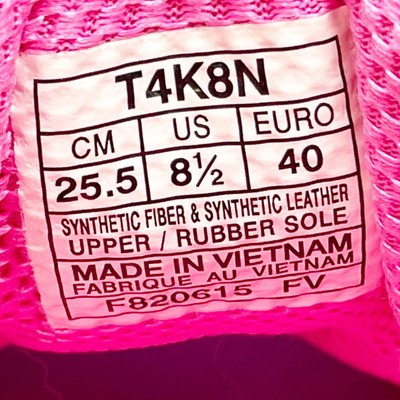 T4K8N
CM US EURO
25.5 8½ 40
SYNTHETIC FIBER & SYNTHETIC LEATHER
UPPER / RUBBER SOLE
MADE IN VIETNAM
FABRIQUE AU VIETNAM
F820615 FV